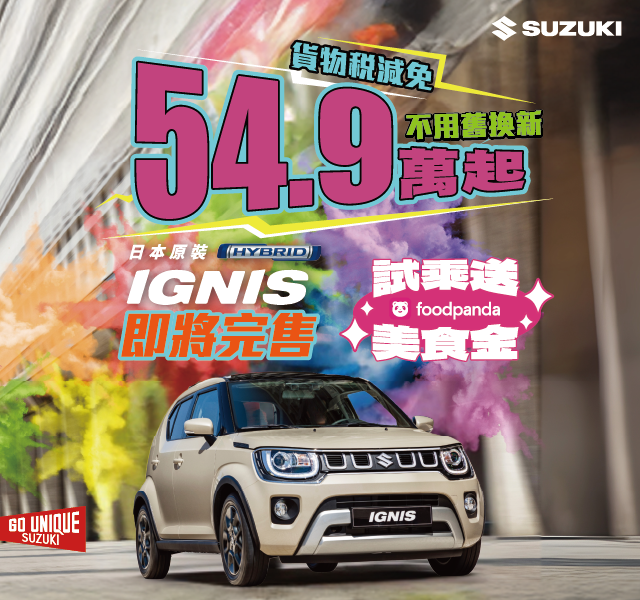 SUZUKI
貨物稅減免
54.9萬起
不用舊換新
日本原裝 HYBRID
IGNIS
即將完售
試乘送
foodpanda
美食金
IGNIS
GO UNIQUE
SUZUKI